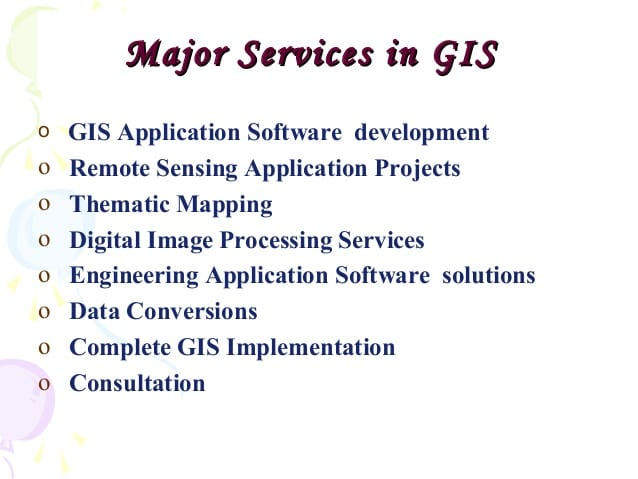 Major Services in GIS
o GIS Application Software development
o Remote Sensing Application Projects
o Thematic Mapping
o Digital Image Processing Services
o Engineering Application Software solutions
o Data Conversions
o Complete GIS Implementation
o Consultation